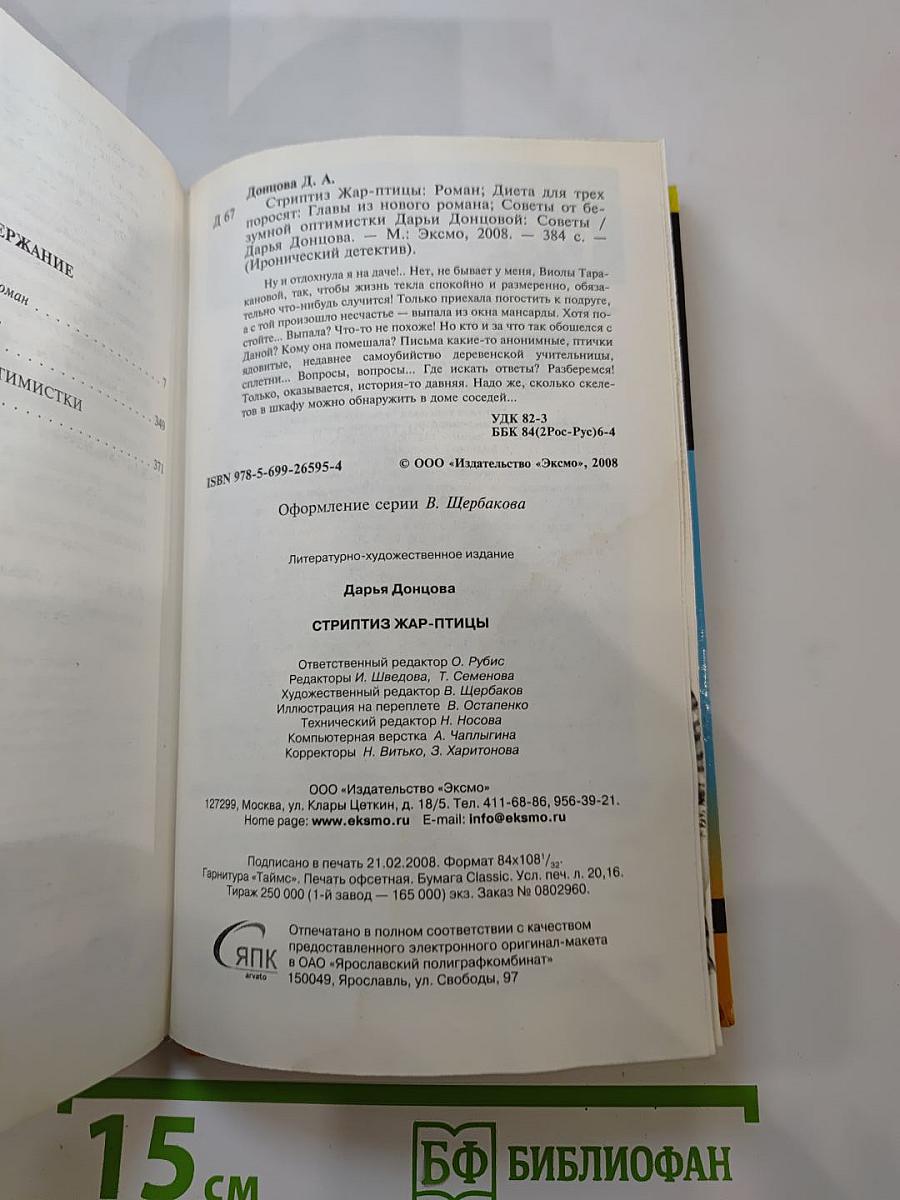 ЕРЖАНИЕ
оман
7
ТИМИСТКИ
349
371
Донцова Д. А.
Д 67
Стриптиз Жар-птицы: Роман; Диета для трех
поросят: Главы из нового романа; Советы от бе-
зумной оптимистки Дарьи Донцовой: Советы /
Дарья Донцова. — М.: Эксмо, 2008. — 384 с. —
(Иронический детектив).
Ну и отдохнула я на даче!.. Нет, не бывает у меня, Виолы Тара-
кановой, так, чтобы жизнь текла спокойно и размеренно, обяза-
тельно что-нибудь случится! Только приехала погостить к подруге,
а с той произошло несчастье — выпала из окна мансарды. Хотя по-
стойте... Выпала? Что-то не похоже! Но кто и за что так обошелся с
Даной? Кому она помешала? Письма какие-то анонимные, птички
ядовитые, недавнее самоубийство деревенской учительницы,
сплетни... Вопросы, вопросы... Где искать ответы? Разберемся!
Только, оказывается, история-то давняя. Надо же, сколько скеле-
тов в шкафу можно обнаружить в доме соседей...
УДК 82-3
ББК 84(2Рос-Рус)6-4
ISBN 978-5-699-26595-4
© ООО «Издательство «Эксмо», 2008
Оформление серии В. Щербакова
Литературно-художественное издание
Дарья Донцова
СТРИПТИЗ ЖАР-ПТИЦЫ
Ответственный редактор О. Рубис
Редакторы И. Шведова, Т. Семенова
Художественный редактор В. Щербаков
Иллюстрация на переплете В. Остапенко
Технический редактор Н. Носова
Компьютерная верстка А. Чаплыгина
Корректоры Н. Витько, З. Харитонова
ООО «Издательство «Эксмо»
127299, Москва, ул. Клары Цеткин, д. 18/5. Тел. 411-68-86, 956-39-21.
Home page: www.eksmo.ru E-mail: info@eksmo.ru
Подписано в печать 21.02.2008. Формат 84x108 1/32.
Гарнитура "Таймс". Печать офсетная. Бумага Classic. Усл. печ. л. 20,16.
Тираж 250 000 (1-й завод — 165 000) экз. Заказ № 0802960.
ЯПК
arvato
Отпечатано в полном соответствии с качеством
предоставленного электронного оригинал-макета
в ОАО «Ярославский полиграфкомбинат»
150049, Ярославль, ул. Свободы, 97
15 см
БФ БИБЛИОФАН